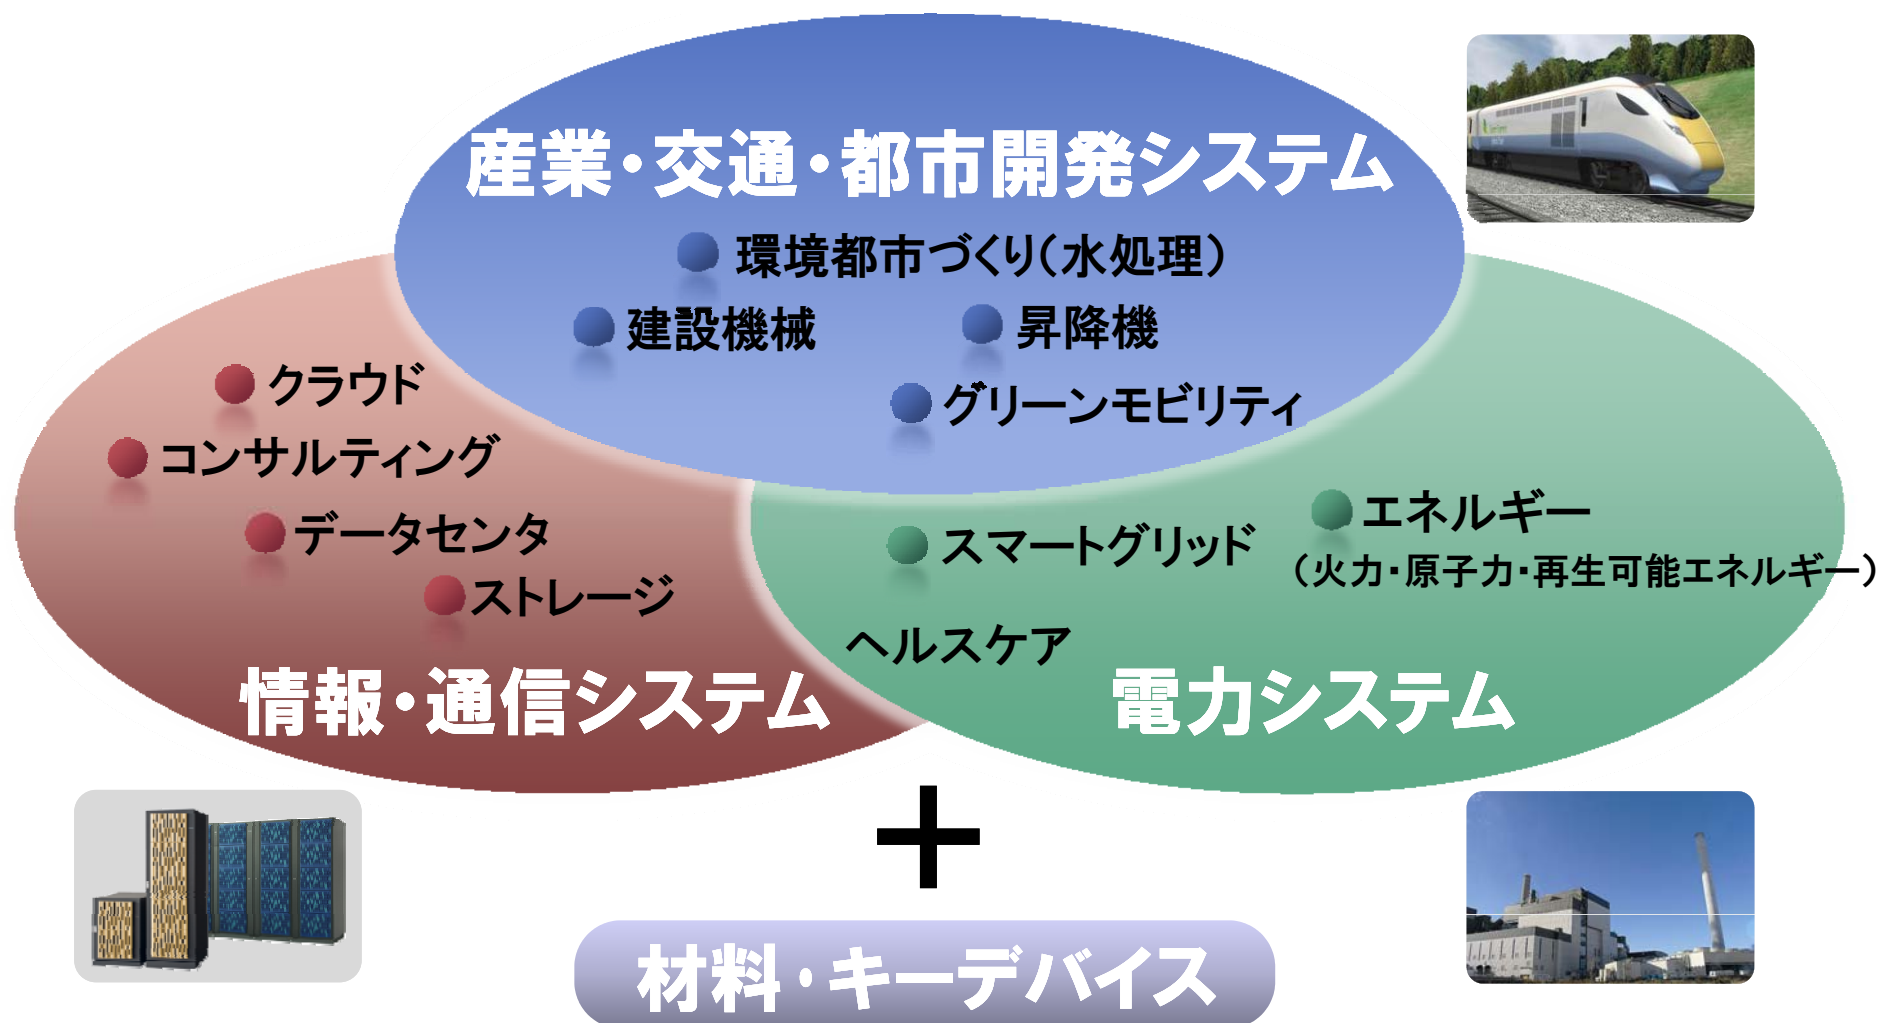 産業・交通・都市開発システム
環境都市づくり(水処理)
建設機械
昇降機
グリーンモビリティ
クラウド
コンサルティング
データセンタ
ストレージ
情報・通信システム
スマートグリッド
エネルギー
(火力・原子力・再生可能エネルギー)
ヘルスケア
電力システム
+
材料・キーデバイス